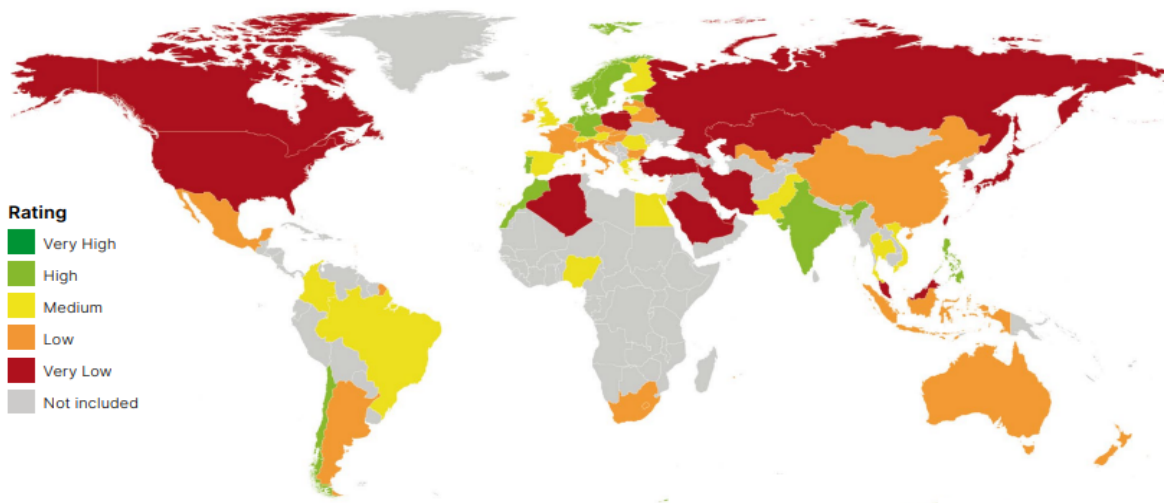 Rating
Very High
High
Medium
Low
Very Low
Not included